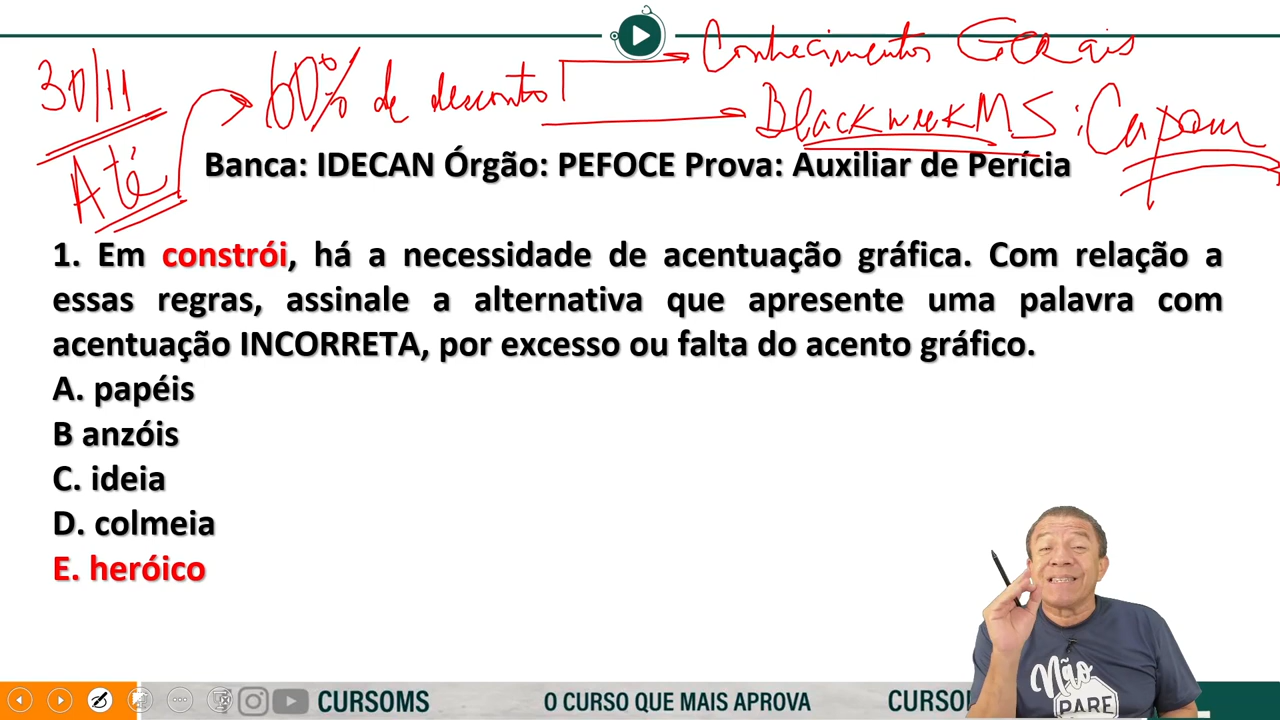 Conhecimentos Gerais
30/11 60% de desconto
BlackweekMS : Cupom
Até
Banca: IDECAN Órgão: PEFOCE Prova: Auxiliar de Perícia
1. Em constrói, há a necessidade de acentuação gráfica. Com relação a
essas regras, assinale a alternativa que apresente uma palavra com
acentuação INCORRETA, por excesso ou falta do acento gráfico.
A. papéis
B anzóis
C. ideia
D. colmeia
E. heróico
Não
PARE
CURSOMS O CURSO QUE MAIS APROVA CURSO